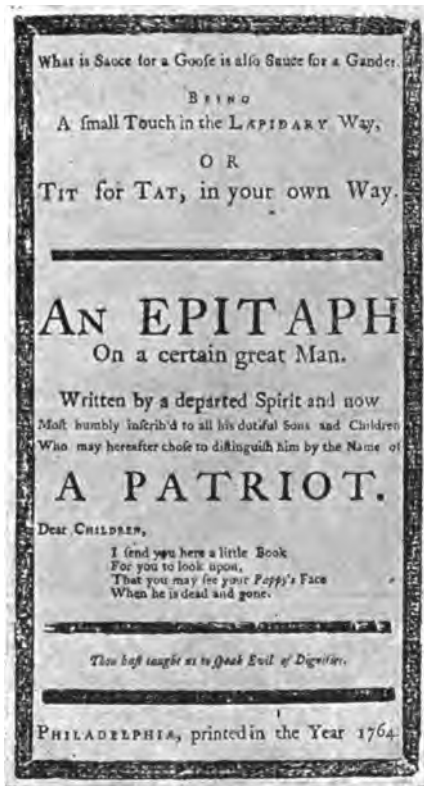 What is Sauce for a Gooſe is alſo Sauce for a Gander.
BEING
A ſmall Touch in the LAPIDARY Way,
OR
TIT for TAT, in your own Way.
AN EPITAPH
On a certain great Man.
Written by a departed Spirit and now
Moſt humbly inſcrib'd to all his dutiful Sons and Children
Who may hereafter choſe to diſtinguiſh him by the Name of
A PATRIOT.
Dear CHILDREN,
I ſend you here a little Book
For you to look upon,
That you may ſee your Pappy's Face
When he is dead and gone.
Thou haſt taught us to ſpeak Evil of Dignities.
PHILADELPHIA, printed in the Year 1764